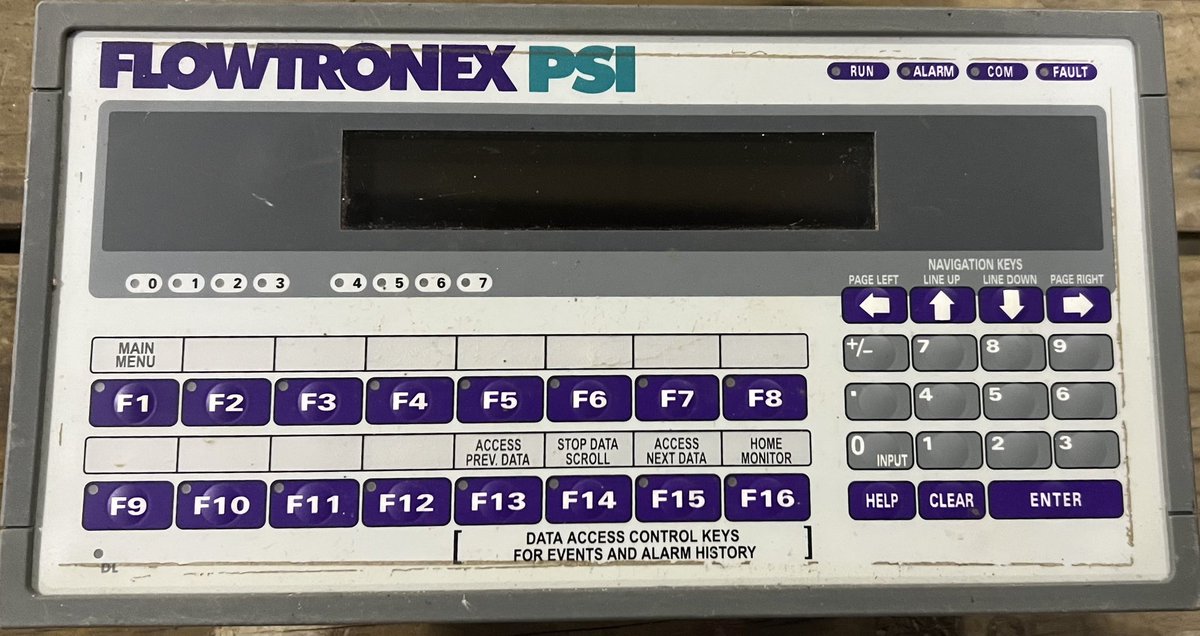 FLOWTRONEX PSI
RUN ALARM COM FAULT
0 1 2 3 4 5 6 7
NAVIGATION KEYS
PAGE LEFT LINE UP LINE DOWN PAGE RIGHT
MAIN
MENU
F1 F2 F3 F4 F5 F6 F7 F8
ACCESS
PREV. DATA
STOP DATA
SCROLL
ACCESS
NEXT DATA
HOME
MONITOR
F9 F10 F11 F12 F13 F14 F15 F16
DATA ACCESS CONTROL KEYS
FOR EVENTS AND ALARM HISTORY
DL
+/- 7 8 9
. 4 5 6
0 INPUT 1 2 3
HELP CLEAR ENTER